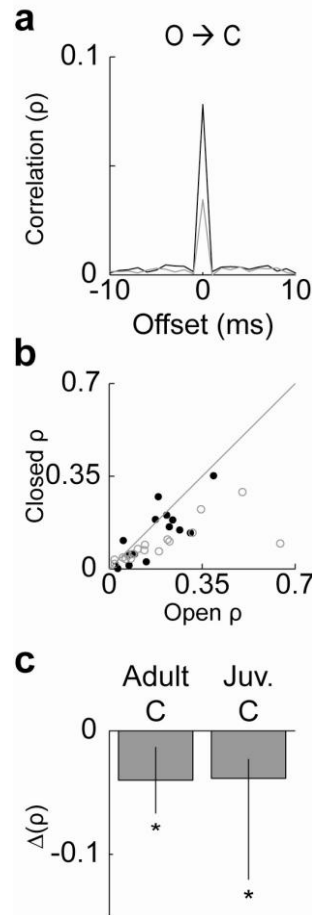 a
O → C
0.1
Correlation (ρ)
0
-10 0 10
Offset (ms)
b
0.7
Closed ρ
0.35
0
0 0.35 0.7
Open ρ
c
Adult Juv.
C C
0
Δ(ρ)
-0.1
* *